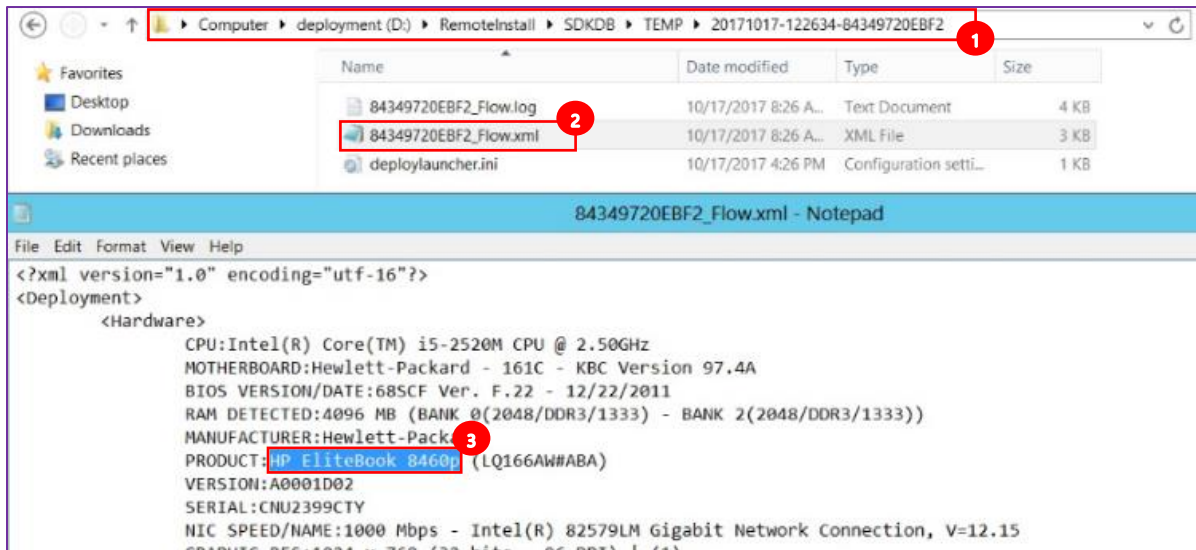 Computer ▸ deployment (D:) ▸ RemoteInstall ▸ SDKDB ▸ TEMP ▸ 20171017-122634-84349720EBF2
1
Favorites
Desktop
Downloads
Recent places
Name Date modified Type Size
84349720EBF2_Flow.log 10/17/2017 8:26 A... Text Document 4 KB
2
84349720EBF2_Flow.xml 10/17/2017 8:26 A... XML File 3 KB
deploylauncher.ini 10/17/2017 4:26 PM Configuration setti... 1 KB
84349720EBF2_Flow.xml - Notepad
File Edit Format View Help
<?xml version="1.0" encoding="utf-16"?>
<Deployment>
<Hardware>
CPU:Intel(R) Core(TM) i5-2520M CPU @ 2.50GHz
MOTHERBOARD:Hewlett-Packard - 161C - KBC Version 97.4A
BIOS VERSION/DATE:68SCF Ver. F.22 - 12/22/2011
RAM DETECTED:4096 MB (BANK 0(2048/DDR3/1333) - BANK 2(2048/DDR3/1333))
MANUFACTURER:Hewlett-Packa
3
PRODUCT:HP EliteBook 8460p (LQ166AW#ABA)
VERSION:A0001D02
SERIAL:CNU2399CTY
NIC SPEED/NAME:1000 Mbps - Intel(R) 82579LM Gigabit Network Connection, V=12.15